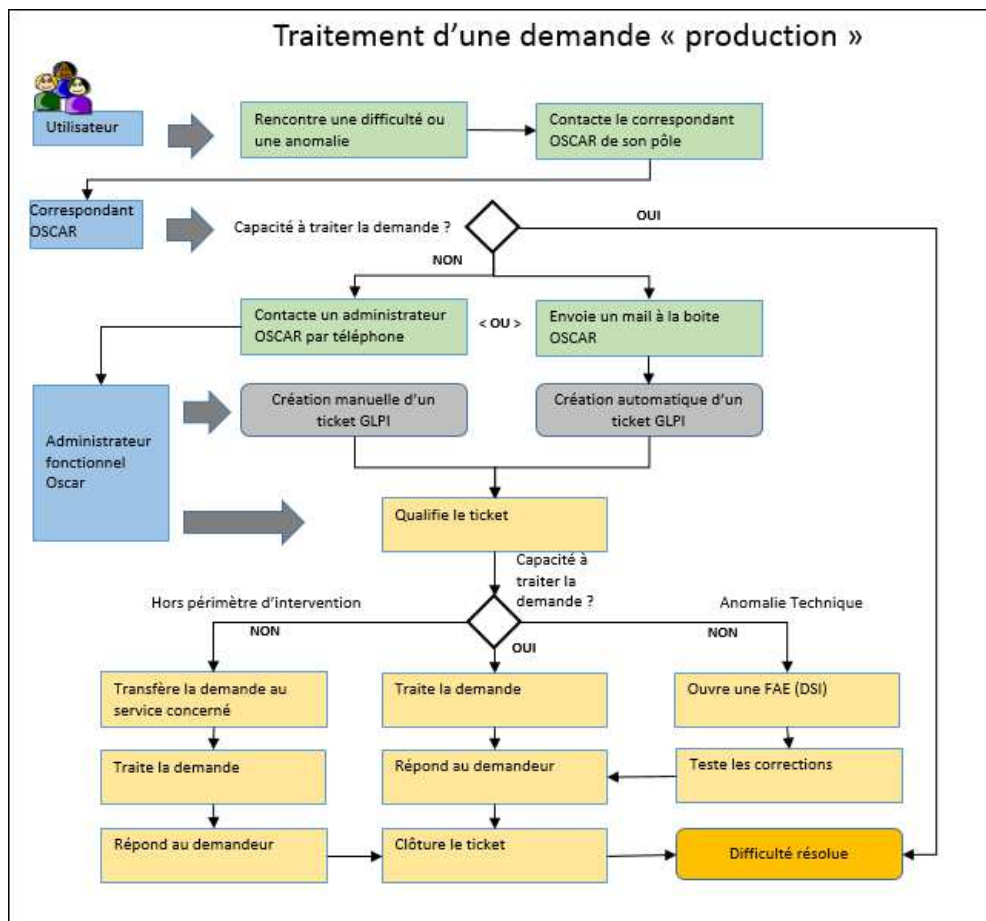 Traitement d’une demande « production »
Utilisateur
Rencontre une difficulté ou
une anomalie
Contacte le correspondant
OSCAR de son pôle
Correspondant
OSCAR
Capacité à traiter la demande ?
OUI
NON
Contacte un administrateur
OSCAR par téléphone
< OU >
Envoie un mail à la boite
OSCAR
Création manuelle d’un
ticket GLPI
Création automatique d’un
ticket GLPI
Administrateur
fonctionnel
Oscar
Qualifie le ticket
Capacité à
traiter la
demande ?
Hors périmètre d’intervention
Anomalie Technique
NON
OUI
NON
Transfère la demande au
service concerné
Traite la demande
Ouvre une FAE (DSI)
Traite la demande
Répond au demandeur
Teste les corrections
Répond au demandeur
Clôture le ticket
Difficulté résolue